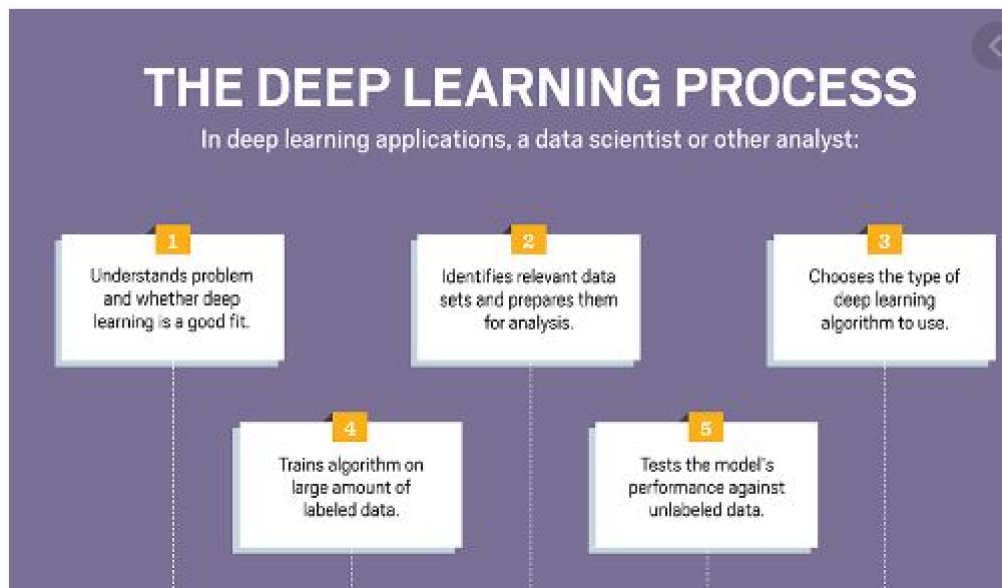 THE DEEP LEARNING PROCESS
In deep learning applications, a data scientist or other analyst:
1
Understands problem
and whether deep
learning is a good fit.
2
Identifies relevant data
sets and prepares them
for analysis.
3
Chooses the type of
deep learning
algorithm to use.
4
Trains algorithm on
large amount of
labeled data.
5
Tests the model's
performance against
unlabeled data.